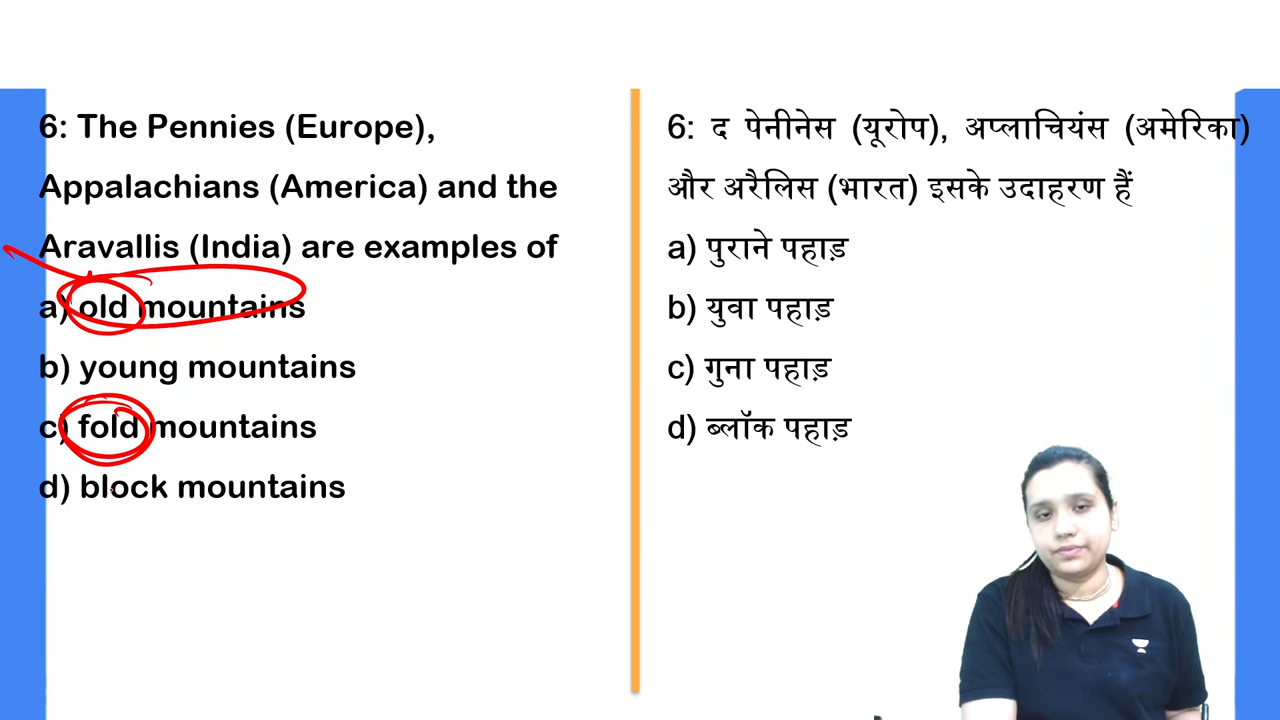 6: The Pennies (Europe),
Appalachians (America) and the
Aravallis (India) are examples of
a) old mountains
b) young mountains
c) fold mountains
d) block mountains
6: द पेनीनेस (यूरोप), अप्लाचियंस (अमेरिका)
और अरैलिस (भारत) इसके उदाहरण हैं
a) पुराने पहाड़
b) युवा पहाड़
c) गुना पहाड़
d) ब्लॉक पहाड़